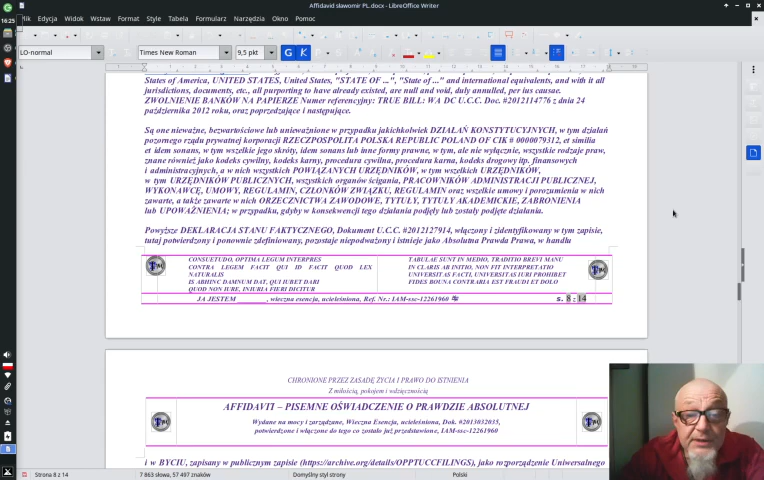 Affidavid sławomir PL.docx - LibreOffice Writer
16:25
Plik Edycja Widok Wstaw Format Style Tabela Formularz Narzędzia Okno Pomoc
LO-normal
Times New Roman
9,5 pkt
G K
States of America, UNITED STATES, United States, "STATE OF ...", "State of ..." and international equivalents, and with it all
jurisdictions, documents, etc., all purporting to have already existed, are null and void, duly annulled, per ius causae.
ZWOLNIENIE BANKÓW NA PAPIERZE Numer referencyjny: TRUE BILL: WA DC U.C.C. Doc. #2012114776 z dnia 24
października 2012 roku, oraz poprzedzające i następujące.
Są one nieważne, bezwartościowe lub unieważnione w przypadku jakichkolwiek DZIAŁAŃ KONSTYTUCYJNYCH, w tym działań
pozornego rządu prywatnej korporacji RZECZPOSPOLITA POLSKA REPUBLIC POLAND OF CIK # 0000079312, et similia
et idem sonans, w tym wszelkie jego skróty, idem sonans lub inne formy prawne, w tym, ale nie wyłącznie, wszystkie rodzaje praw,
znane również jako kodeks cywilny, kodeks karny, procedura cywilna, procedura karna, kodeks drogowy itp. finansowych
i administracyjnych, a w nich wszystkich POWIĄZANYCH URZĘDNIKÓW, w tym wszelkich URZĘDNIKÓW,
w tym URZĘDNIKÓW PUBLICZNYCH, wszystkich organów ścigania, PRACOWNIKÓW ADMINISTRACJI PUBLICZNEJ,
WYKONAWCĘ, UMOWY, REGULAMIN, CZŁONKÓW ZWIĄZKU, REGULAMIN oraz wszelkie umowy i porozumienia w nich
zawarte, a także zawarte w nich ORZECZNICTWA ZAWODOWE, TYTUŁY, TYTUŁY AKADEMICKIE, ZABRONIENIA
lub UPOWAŻNIENIA; w przypadku, gdyby w konsekwencji tego działania podjęły lub zostały podjęte działania.
Powyższe DEKLARACJA STANU FAKTYCZNEGO, Dokument U.C.C. #2012127914, włączony i zidentyfikowany w tym zapisie,
tutaj potwierdzony i ponownie zdefiniowany, pozostaje niepodważony i istnieje jako Absolutna Prawda Prawa, w handlu
CONSUETUDO, OPTIMA LEGUM INTERPRES
CONTRA LEGEM FACIT QUI ID FACIT QUOD LEX
NATURALIS
IS ABHINC DAMNUM DAT, QUI IUBET DARI
QUOD NON IURE, INIURIA FIERI DICITUR
TABULAE SUNT IN MEDIO, TRADITIO BREVI MANU
IN CLARIS AB INITIO, NON FIT INTERPRETATIO
UNIVERSITAS FACTI, UNIVERSITAS IURI PROHIBET
FIDES BOUNA CONTRARIA EST FRAUDI ET DOLO
JA JESTEM ________, wieczna esencja, ucieleśniona, Ref. Nr.: IAM-ssc-12261960
s. 8 z 14
CHRONIONE PRZEZ ZASADĘ ŻYCIA I PRAWO DO ISTNIENIA
Z miłością, pokojem i wdzięcznością
AFFIDAVITI – PISEMNE OŚWIADCZENIE O PRAWDZIE ABSOLUTNEJ
Wydane na mocy i zarządzane, Wieczna Esencja, ucieleśniona, Dok. #2013032035,
potwierdzone i włączone do tego co zostało już przedstawione, IAM-ssc-12261960
i w BYCIU, zapisany w publicznym zapisie (https://archive.org/details/OPPTUCCFILINGS), jako rozporządzenie Uniwersalnego
Strona 8 z 14
7 863 słowa, 57 497 znaków
Domyślny styl strony
Polski